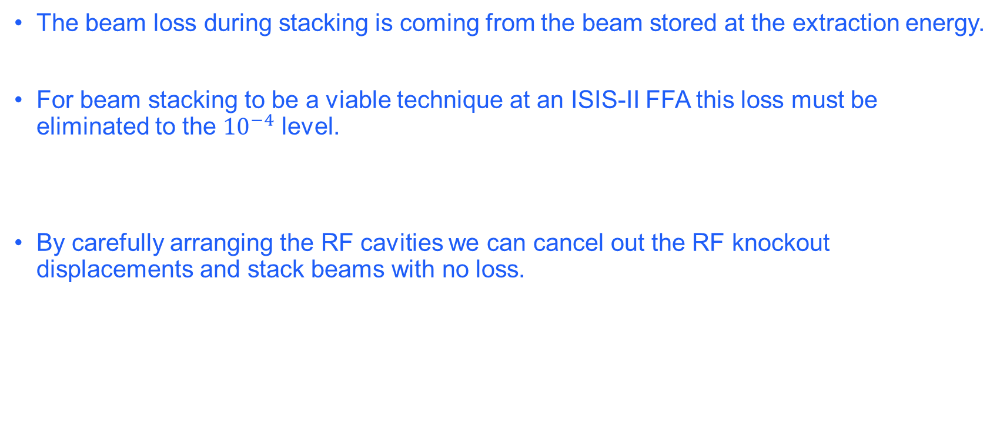 • The beam loss during stacking is coming from the beam stored at the extraction energy.
• For beam stacking to be a viable technique at an ISIS-II FFA this loss must be
eliminated to the 10⁻⁴ level.
• By carefully arranging the RF cavities we can cancel out the RF knockout
displacements and stack beams with no loss.